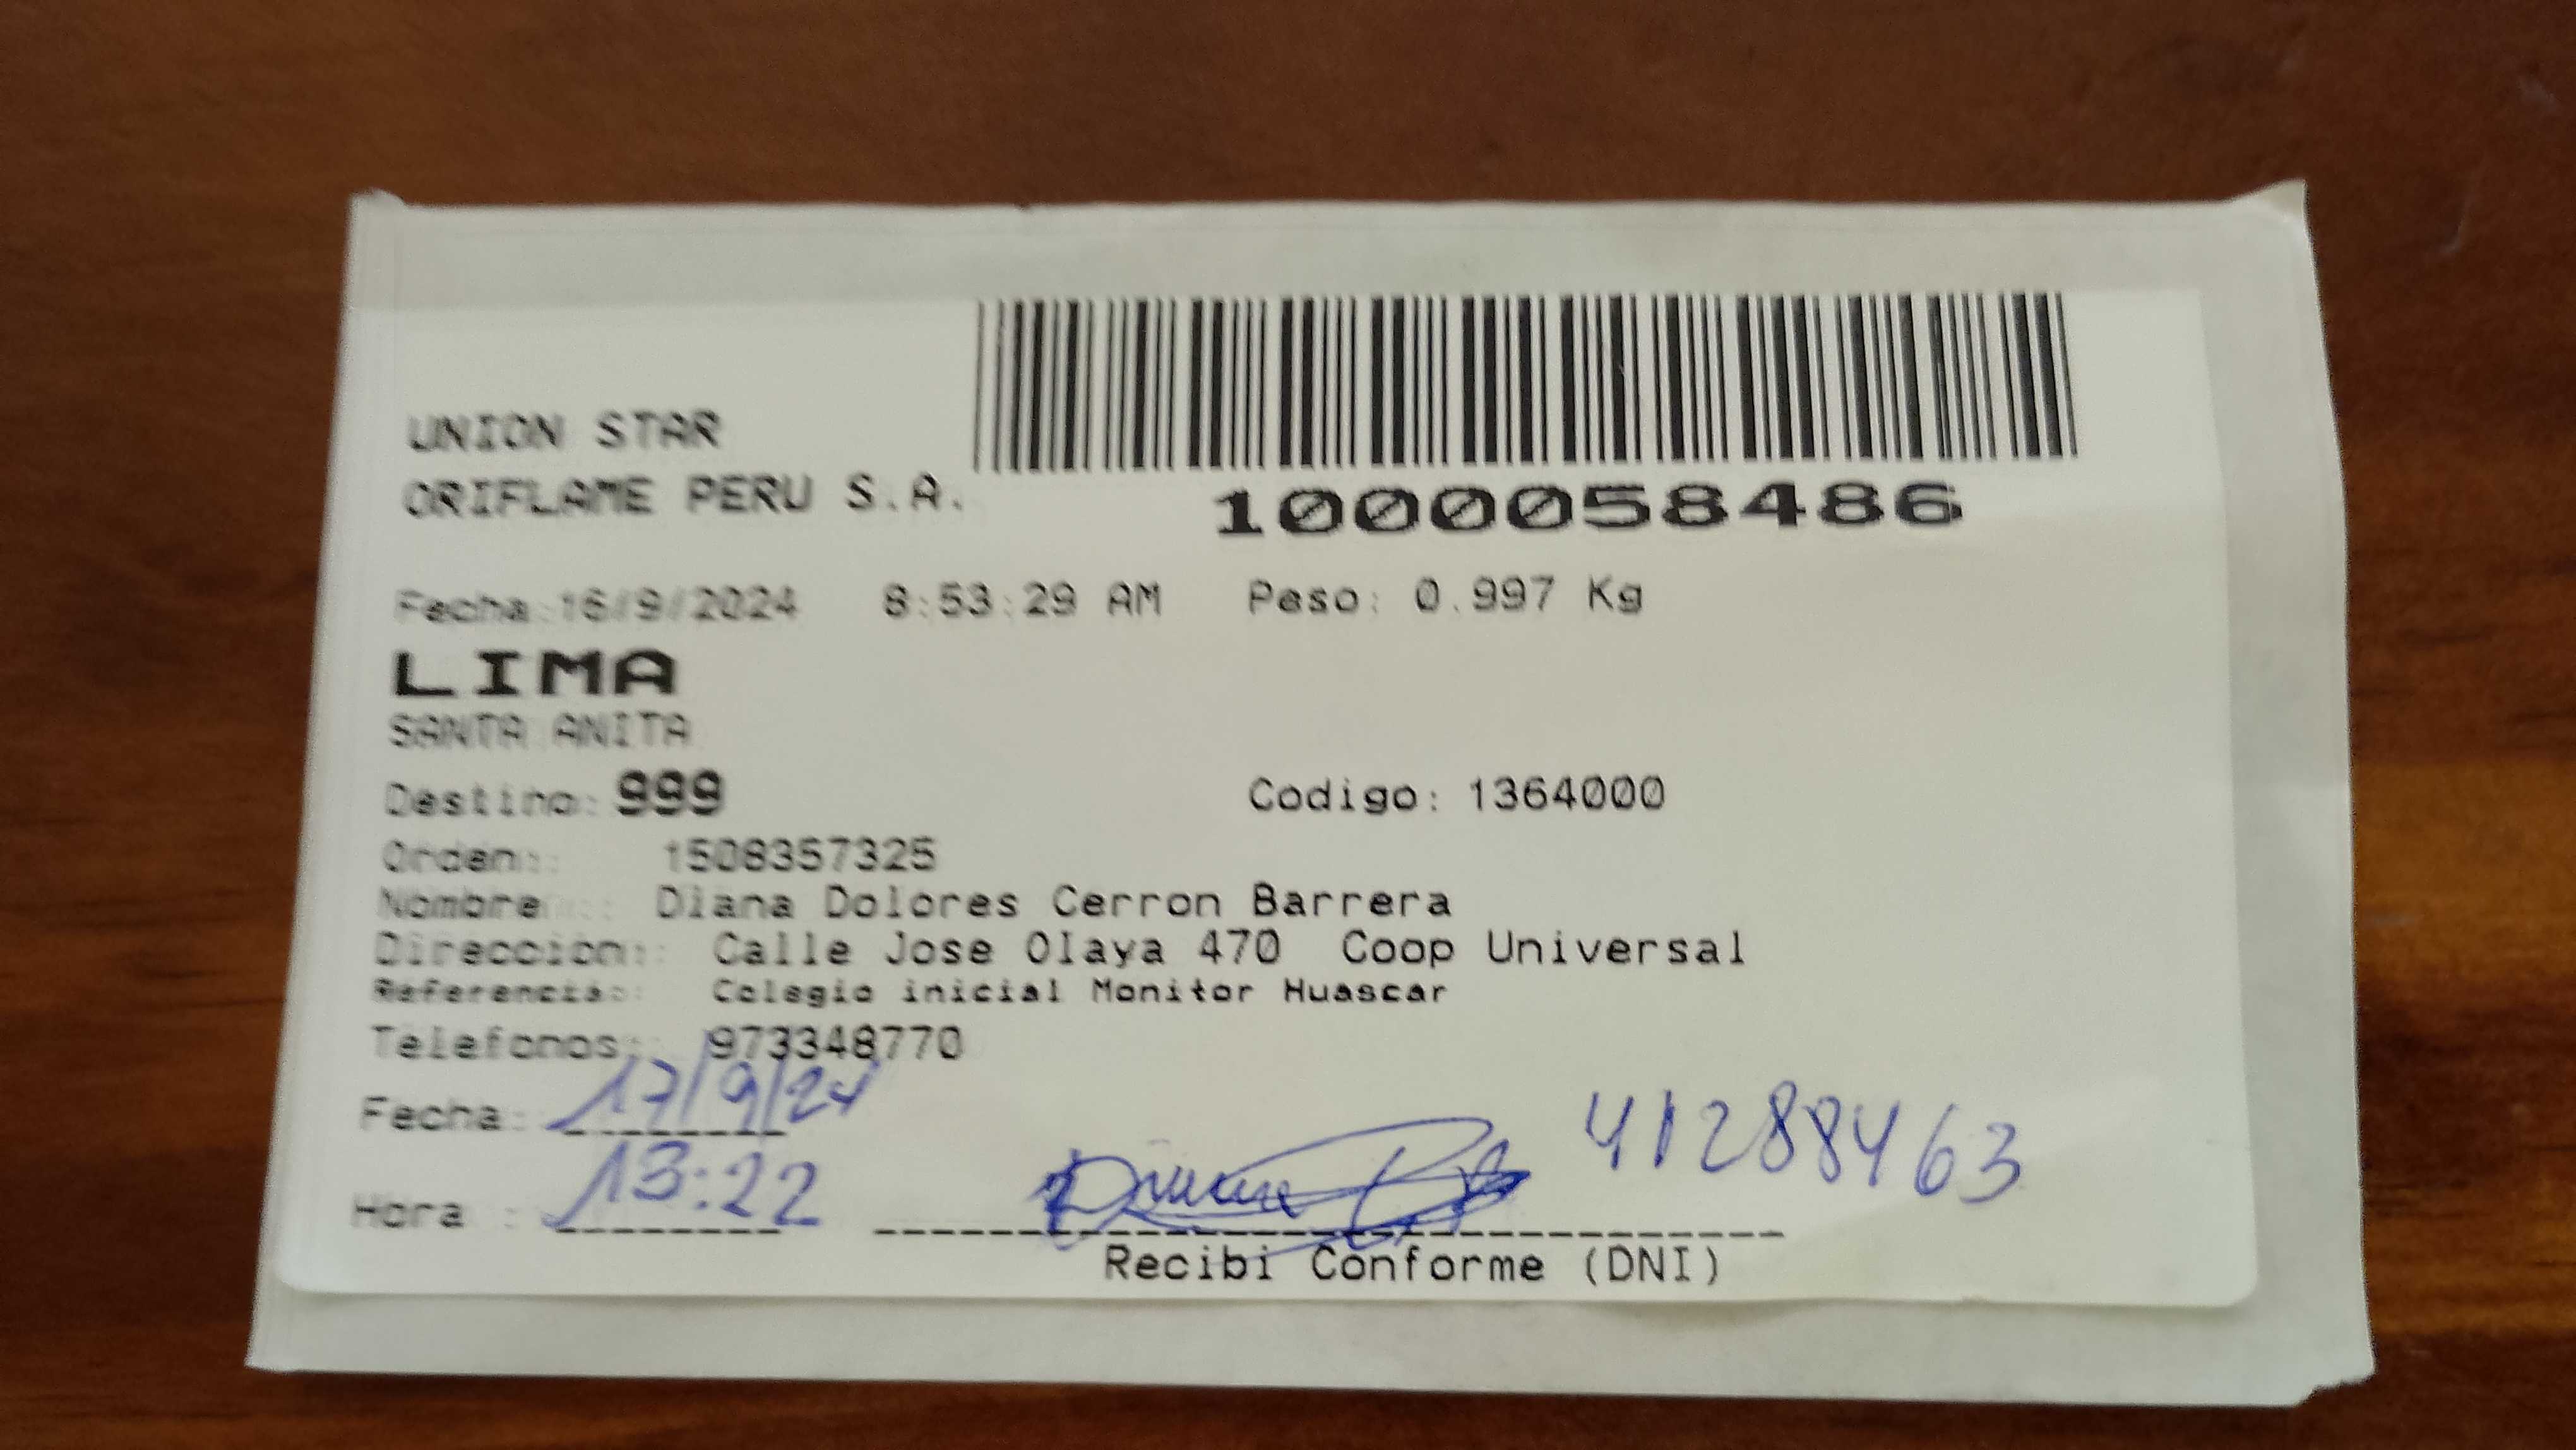 UNION STAR
ORIFLAME PERU S.A.
1000058486
Fecha:16/9/2024 8:53:29 AM Peso: 0.997 Kg
LIMA
SANTA ANITA
Destino: 999 Codigo: 1364000
Orden: 1508357325
Nombre : Diana Dolores Cerron Barrera
Direccion: Calle Jose Olaya 470 Coop Universal
Referencia: Colegio inicial Monitor Huascar
Telefonos: 973348770
Fecha: 17/9/24
41288463
Hora : 13:22
Recibi Conforme (DNI)